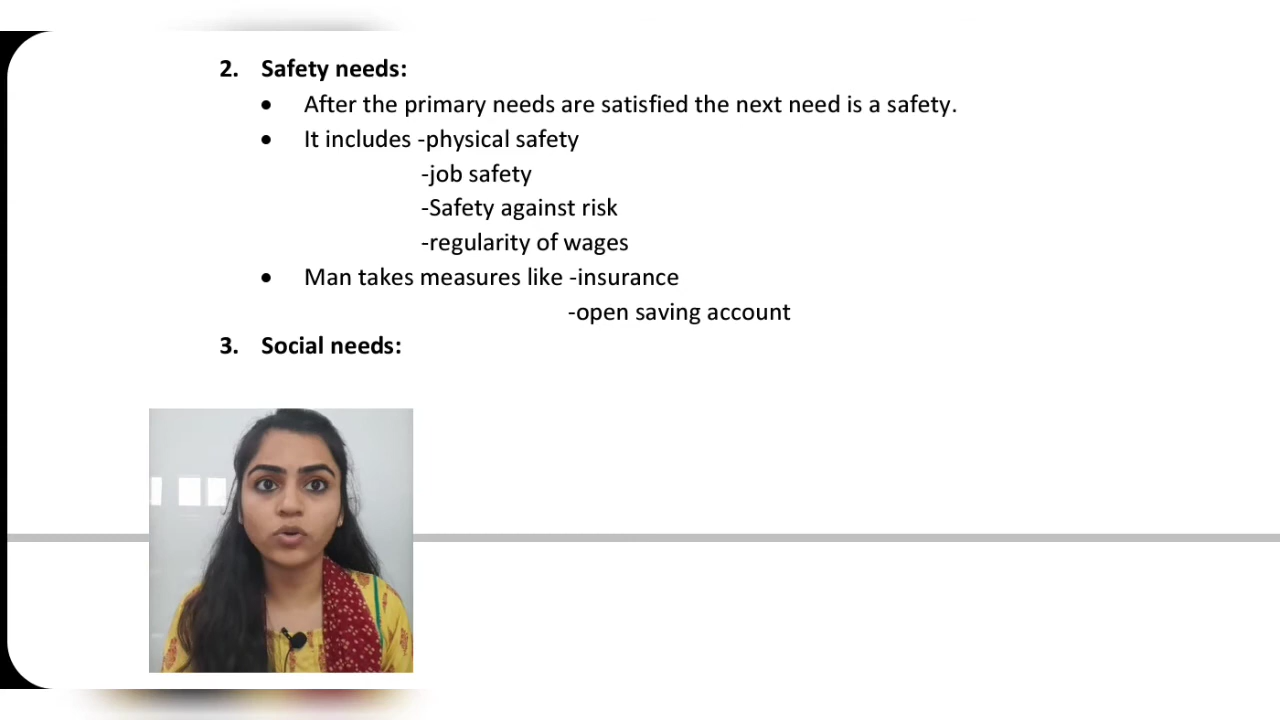 2. Safety needs:
• After the primary needs are satisfied the next need is a safety.
• It includes -physical safety
-job safety
-Safety against risk
-regularity of wages
• Man takes measures like -insurance
-open saving account
3. Social needs: